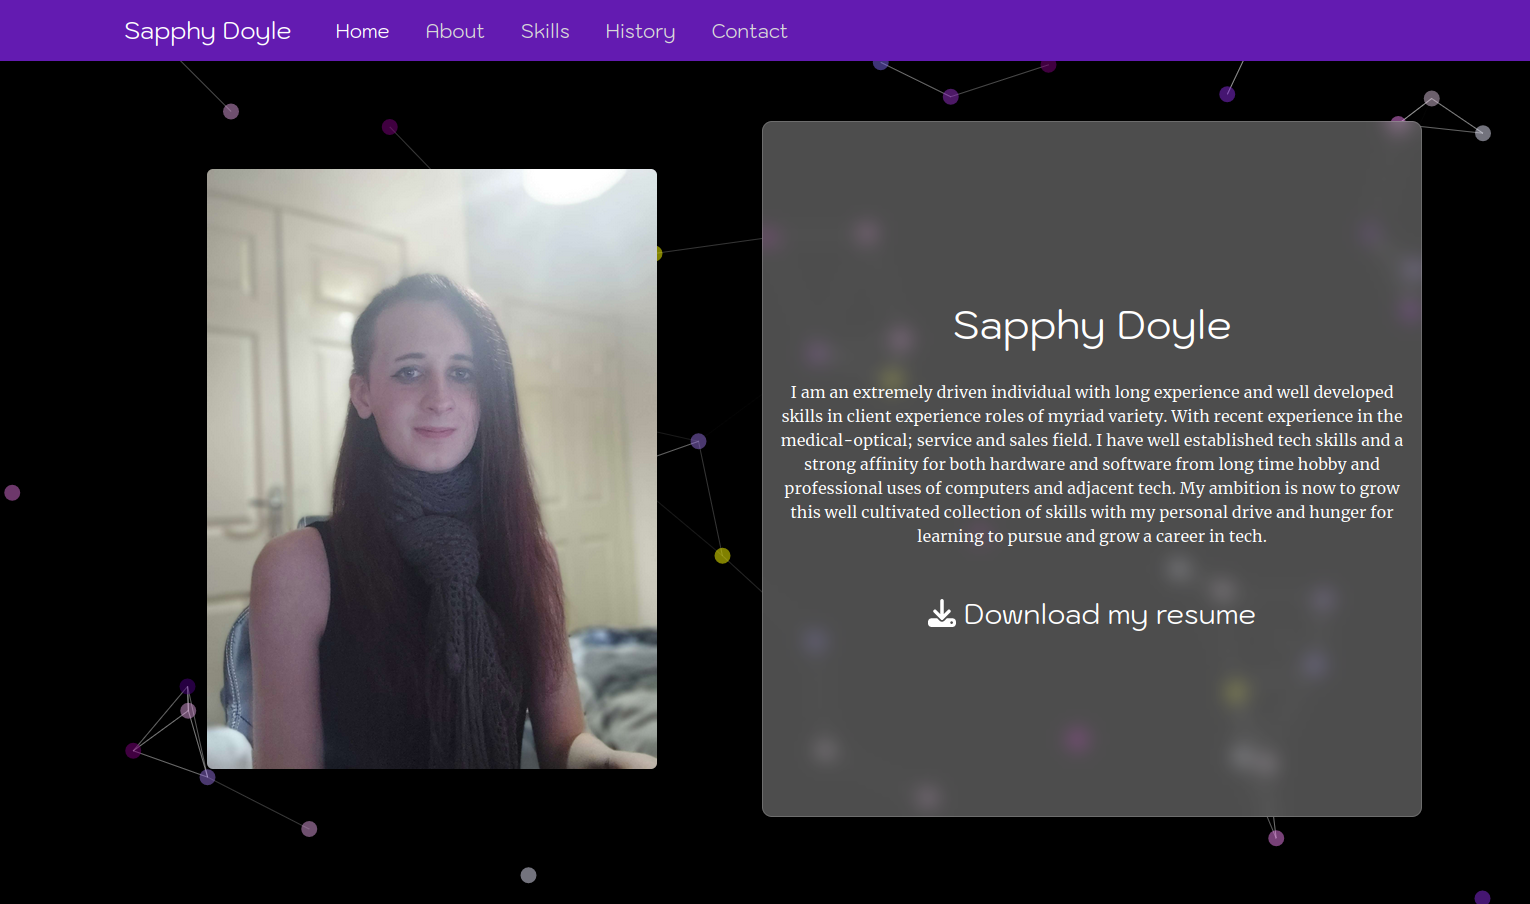 Sapphy Doyle Home About Skills History Contact
Sapphy Doyle
I am an extremely driven individual with long experience and well developed
skills in client experience roles of myriad variety. With recent experience in the
medical-optical; service and sales field. I have well established tech skills and a
strong affinity for both hardware and software from long time hobby and
professional uses of computers and adjacent tech. My ambition is now to grow
this well cultivated collection of skills with my personal drive and hunger for
learning to pursue and grow a career in tech.
Download my resume